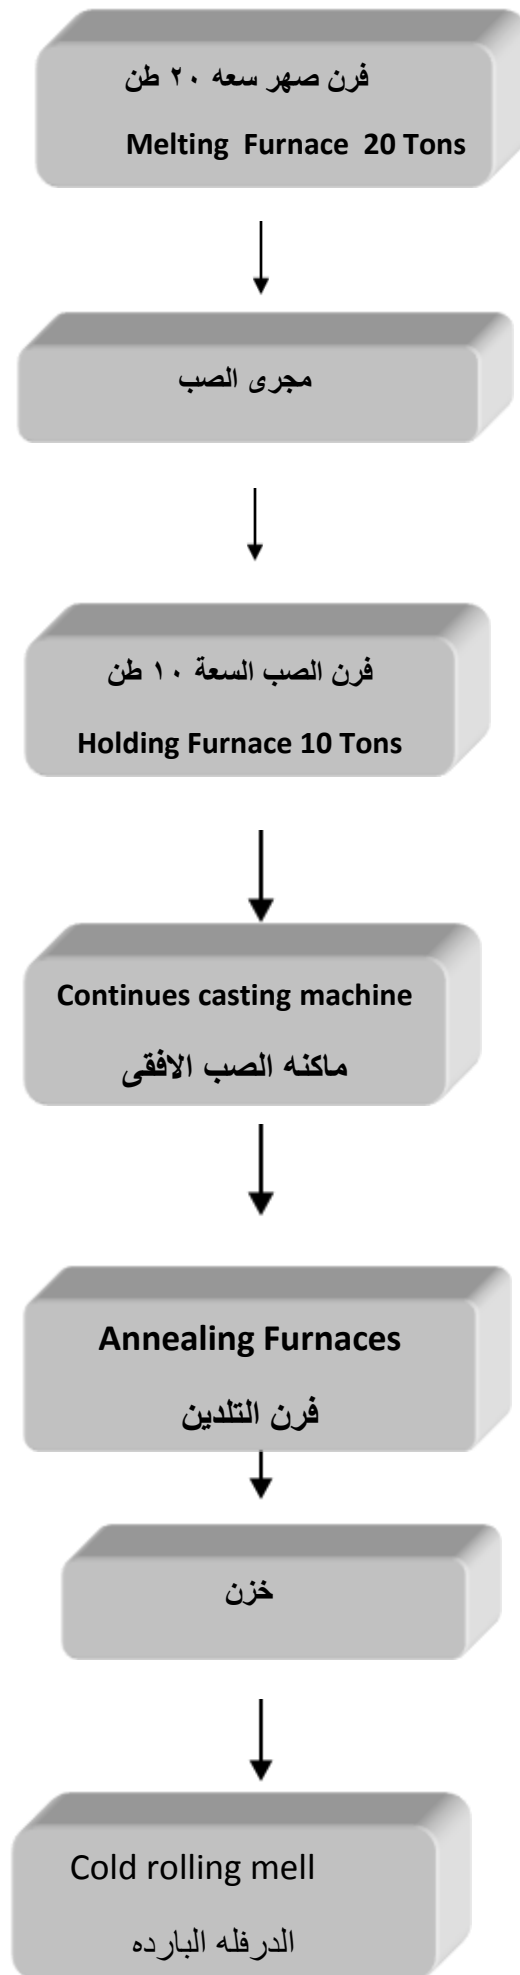 فرن صهر سعه ٢٠ طن
Melting Furnace 20 Tons
مجرى الصب
فرن الصب السعة ١٠ طن
Holding Furnace 10 Tons
Continues casting machine
ماكنه الصب الافقى
Annealing Furnaces
فرن التلدين
خزن
Cold rolling mell
الدرفله البارده